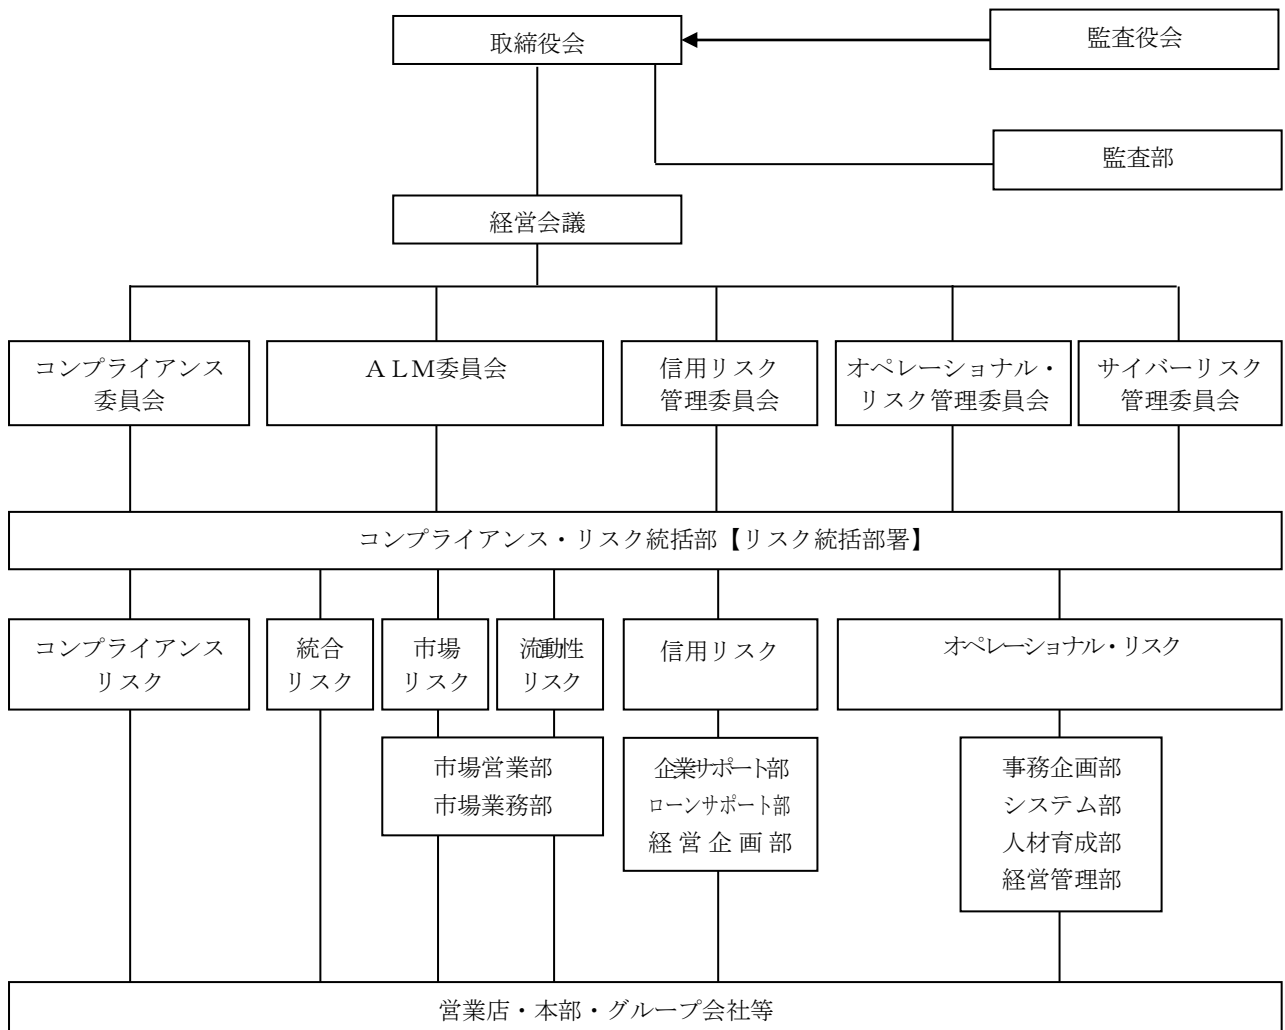 取締役会
監査役会
監査部
経営会議
コンプライアンス
委員会
ＡＬＭ委員会
信用リスク
管理委員会
オペレーショナル・
リスク管理委員会
サイバーリスク
管理委員会
コンプライアンス・リスク統括部【リスク統括部署】
コンプライアンス
リスク
統合
リスク
市場
リスク
流動性
リスク
信用リスク
オペレーショナル・リスク
市場営業部
市場業務部
企業サポート部
ローンサポート部
経営企画部
事務企画部
システム部
人材育成部
経営管理部
営業店・本部・グループ会社等